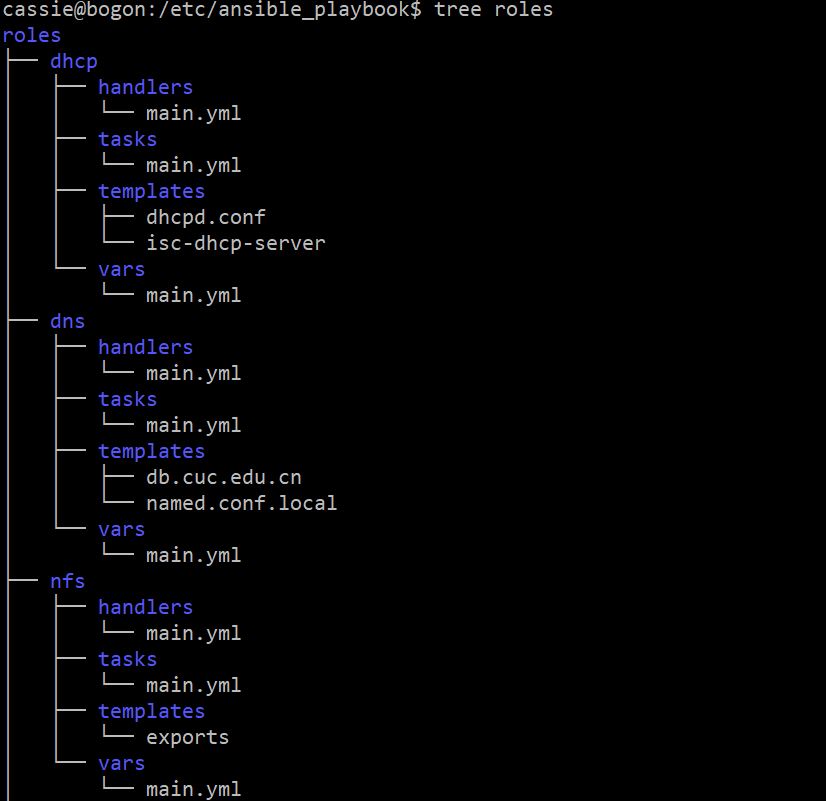 cassie@bogon:/etc/ansible_playbook$ tree roles
roles
├── dhcp
│   ├── handlers
│   │   └── main.yml
│   ├── tasks
│   │   └── main.yml
│   ├── templates
│   │   ├── dhcpd.conf
│   │   └── isc-dhcp-server
│   └── vars
│       └── main.yml
├── dns
│   ├── handlers
│   │   └── main.yml
│   ├── tasks
│   │   └── main.yml
│   ├── templates
│   │   ├── db.cuc.edu.cn
│   │   └── named.conf.local
│   └── vars
│       └── main.yml
├── nfs
│   ├── handlers
│   │   └── main.yml
│   ├── tasks
│   │   └── main.yml
│   ├── templates
│   │   └── exports
│   └── vars
│       └── main.yml